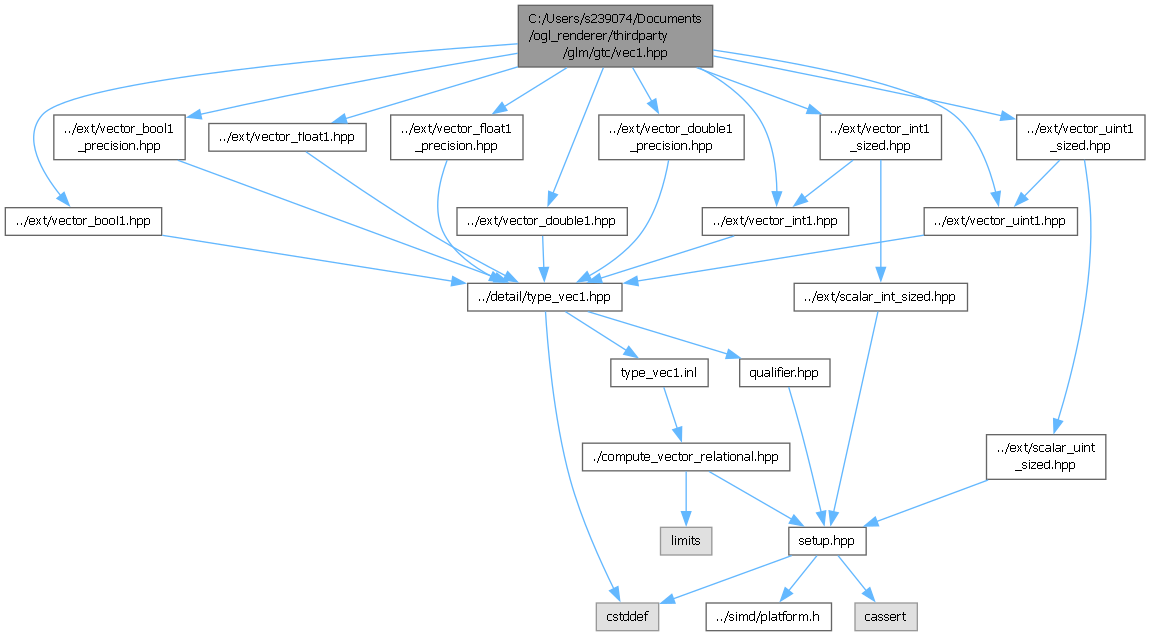 C:/Users/s239074/Documents
/ogl_renderer/thirdparty
/glm/gtc/vec1.hpp
../ext/vector_bool1
_precision.hpp
../ext/vector_float1.hpp
../ext/vector_float1
_precision.hpp
../ext/vector_double1
_precision.hpp
../ext/vector_int1
_sized.hpp
../ext/vector_uint1
_sized.hpp
../ext/vector_bool1.hpp
../ext/vector_double1.hpp
../ext/vector_int1.hpp
../ext/vector_uint1.hpp
../detail/type_vec1.hpp
../ext/scalar_int_sized.hpp
type_vec1.inl
qualifier.hpp
./compute_vector_relational.hpp
../ext/scalar_uint
_sized.hpp
limits
setup.hpp
cstddef
../simd/platform.h
cassert